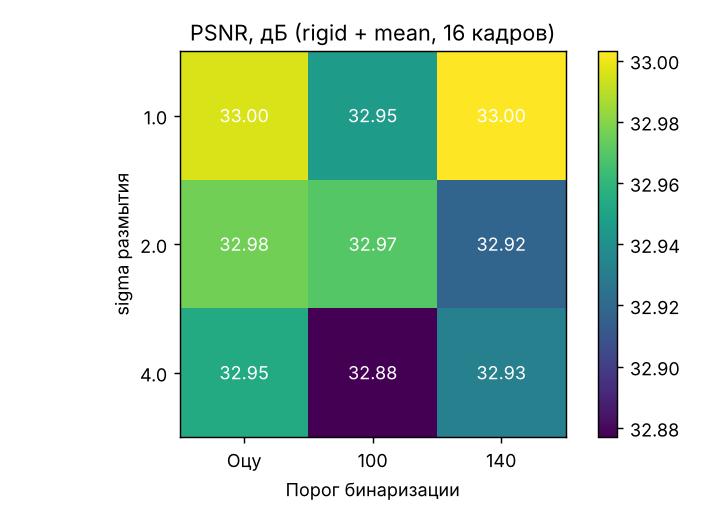 PSNR, дБ (rigid + mean, 16 кадров)
sigma размытия
1.0
33.00 32.95 33.00
2.0
32.98 32.97 32.92
4.0
32.95 32.88 32.93
Оцу 100 140
Порог бинаризации
33.00
32.98
32.96
32.94
32.92
32.90
32.88